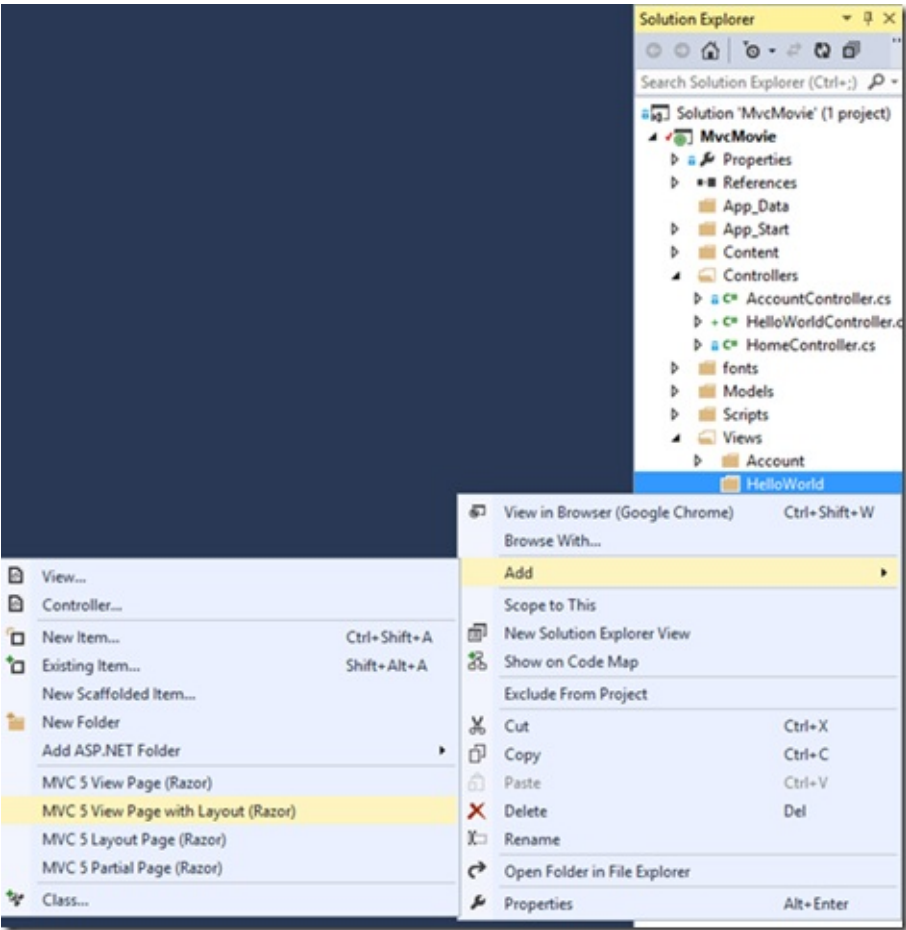 Solution Explorer
Search Solution Explorer (Ctrl+;)
Solution 'MvcMovie' (1 project)
MvcMovie
Properties
References
App_Data
App_Start
Content
Controllers
AccountController.cs
HelloWorldController.c
HomeController.cs
fonts
Models
Scripts
Views
Account
HelloWorld
View in Browser (Google Chrome) Ctrl+Shift+W
Browse With...
Add
Scope to This
New Solution Explorer View
Show on Code Map
Exclude From Project
Cut Ctrl+X
Copy Ctrl+C
Paste Ctrl+V
Delete Del
Rename
Open Folder in File Explorer
Properties Alt+Enter
View...
Controller...
New Item... Ctrl+Shift+A
Existing Item... Shift+Alt+A
New Scaffolded Item...
New Folder
Add ASP.NET Folder
MVC 5 View Page (Razor)
MVC 5 View Page with Layout (Razor)
MVC 5 Layout Page (Razor)
MVC 5 Partial Page (Razor)
Class...